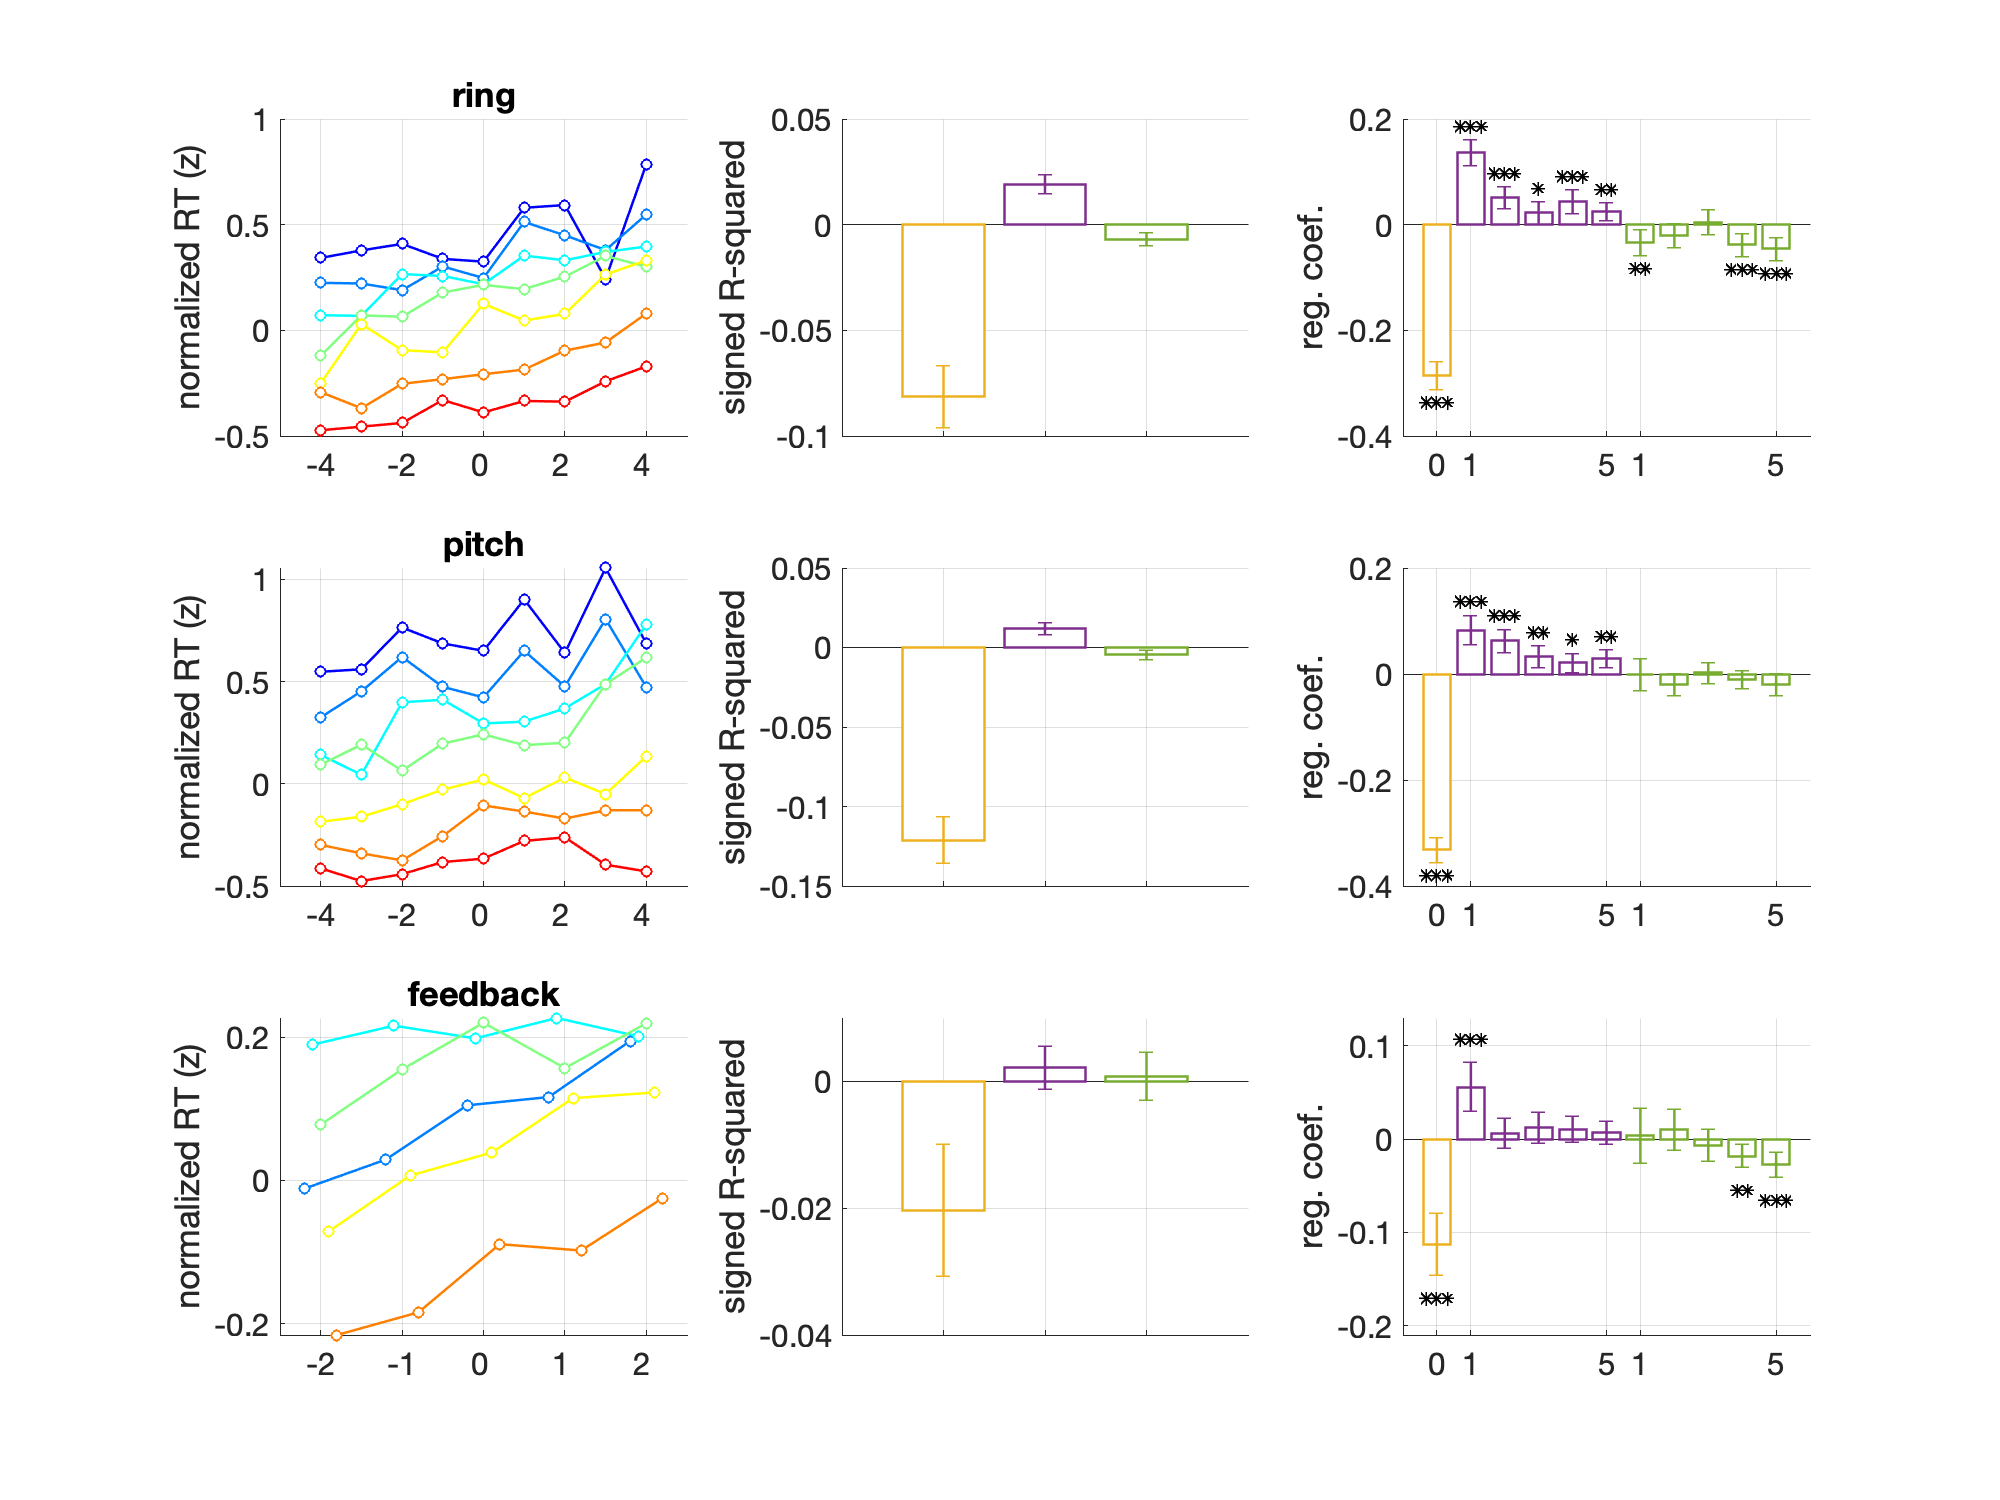 ring
normalized RT (z)
1
0.5
0
-0.5
-4 -2 0 2 4
signed R-squared
0.05
0
-0.05
-0.1
reg. coef.
0.2
0
-0.2
-0.4
*** *** *** * *** ** ** *** ***
0 1 5 1 5
pitch
normalized RT (z)
1
0.5
0
-0.5
-4 -2 0 2 4
signed R-squared
0.05
0
-0.05
-0.1
-0.15
reg. coef.
0.2
0
-0.2
-0.4
*** *** *** ** * **
0 1 5 1 5
feedback
normalized RT (z)
0.2
0
-0.2
-2 -1 0 1 2
signed R-squared
0
-0.02
-0.04
reg. coef.
0.1
0
-0.1
-0.2
*** *** ** ***
0 1 5 1 5